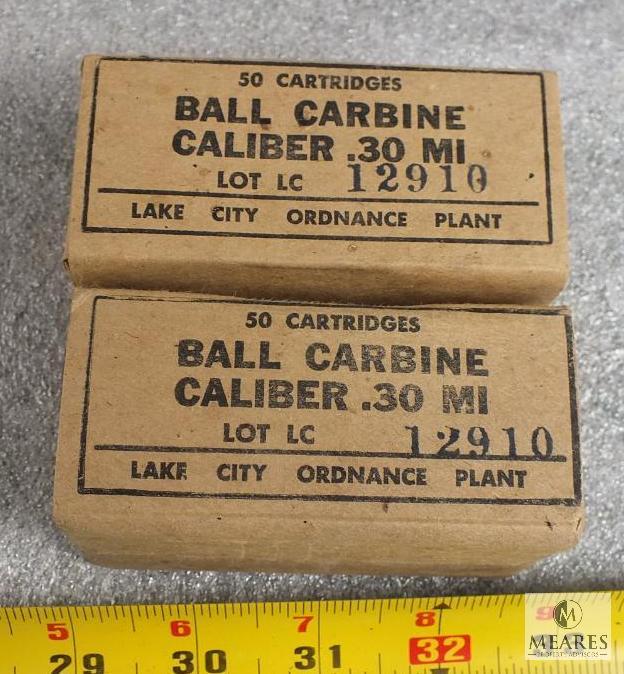 50 CARTRIDGES
BALL CARBINE
CALIBER .30 MI
LOT LC 12910
LAKE CITY ORDNANCE PLANT
50 CARTRIDGES
BALL CARBINE
CALIBER .30 MI
LOT LC 12910
LAKE CITY ORDNANCE PLANT
5 6 7 8 9
29 30 31 32
M
MEARES
PROPERTY ADVISORS